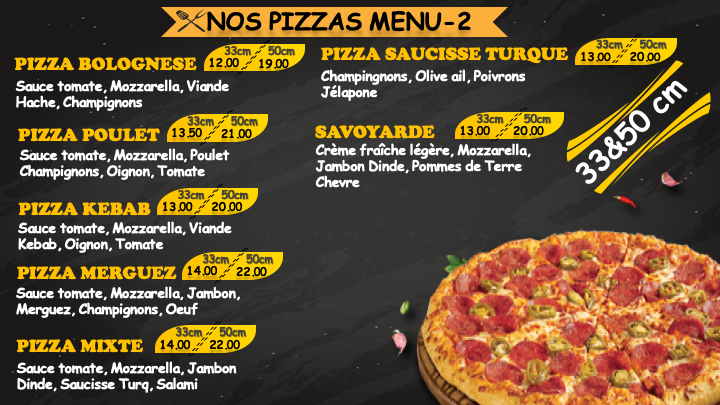 NOS PIZZAS MENU-2
PIZZA BOLOGNESE
33cm 50cm
12.00 19.00
Sauce tomate, Mozzarella, Viande
Hache, Champignons
PIZZA POULET
33cm 50cm
13.50 21.00
Sauce tomate, Mozzarella, Poulet
Champignons, Oignon, Tomate
PIZZA KEBAB
33cm 50cm
13.00 20.00
Sauce tomate, Mozzarella, Viande
Kebab, Oignon, Tomate
PIZZA MERGUEZ
33cm 50cm
14.00 22.00
Sauce tomate, Mozzarella, Jambon,
Merguez, Champignons, Oeuf
PIZZA MIXTE
33cm 50cm
14.00 22.00
Sauce tomate, Mozzarella, Jambon
Dinde, Saucisse Turq, Salami
PIZZA SAUCISSE TURQUE
33cm 50cm
13.00 20.00
Champingnons, Olive ail, Poivrons
Jélapone
SAVOYARDE
33cm 50cm
13.00 20.00
Crème fraîche légère, Mozzarella,
Jambon Dinde, Pommes de Terre
Chevre
33&50 cm